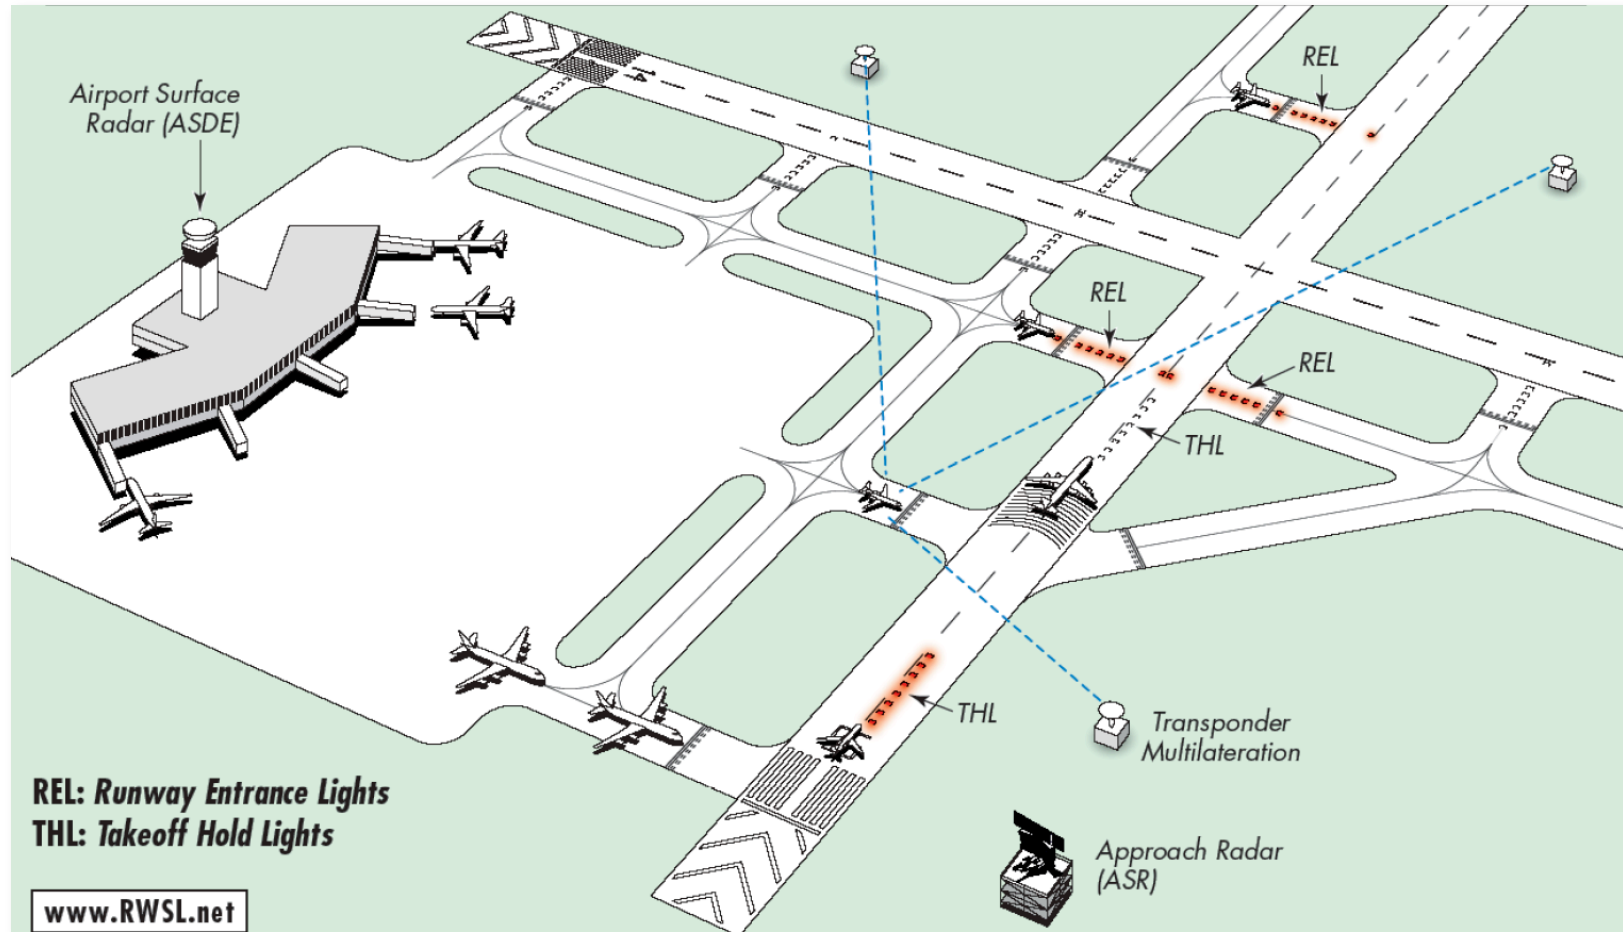 Airport Surface
Radar (ASDE)
14
REL
REL
REL
THL
THL
Transponder
Multilateration
REL: Runway Entrance Lights
THL: Takeoff Hold Lights
Approach Radar
(ASR)
www.RWSL.net